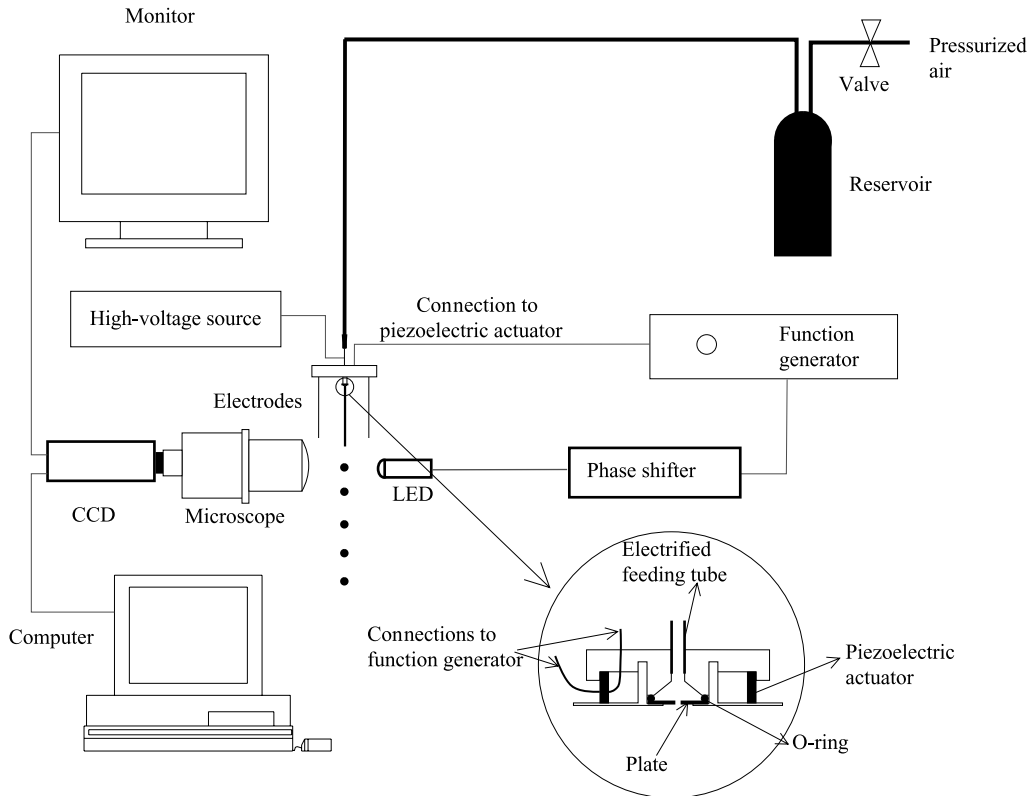 Monitor
Pressurized
air
Valve
Reservoir
High-voltage source
Connection to
piezoelectric actuator
Function
generator
Electrodes
Phase shifter
LED
CCD
Microscope
Electrified
feeding tube
Computer
Connections to
function generator
Piezoelectric
actuator
O-ring
Plate